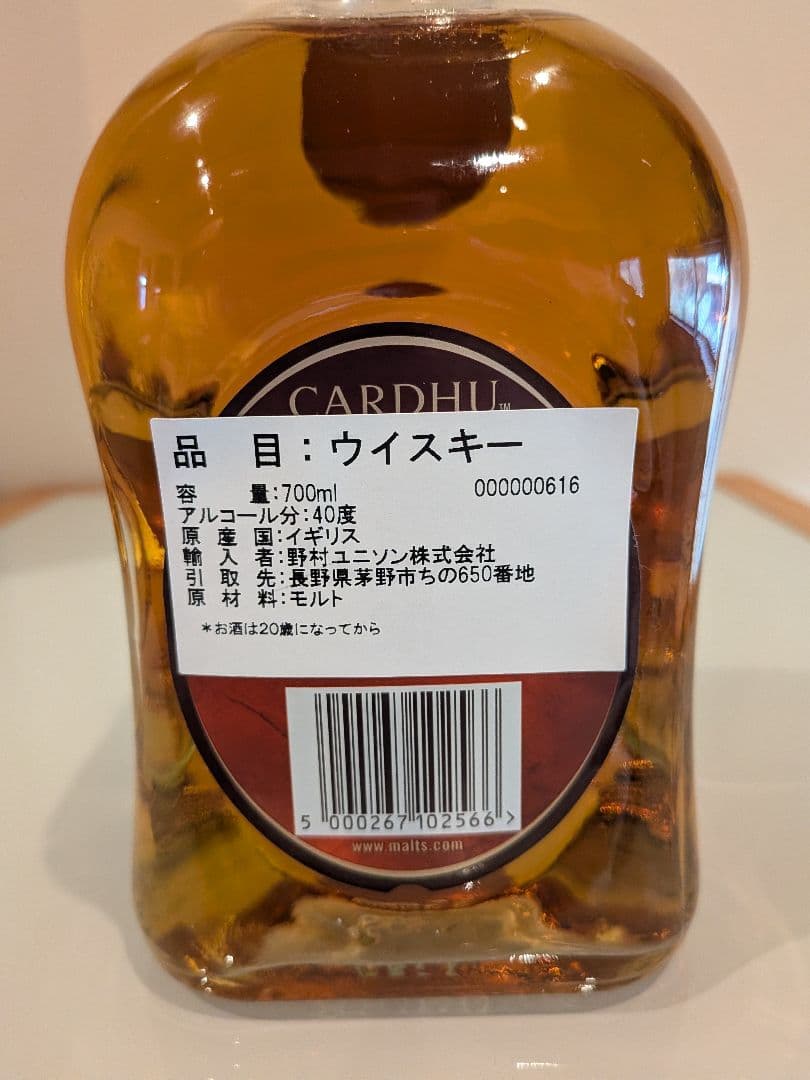 CARDHU™
品 目：ウイスキー
容 量：700ml 000000616
アルコール分：40度
原 産 国：イギリス
輸 入 者：野村ユニソン株式会社
引 取 先：長野県茅野市ちの650番地
原 材 料：モルト
＊お酒は20歳になってから
5 000267 102566 >
www.malts.com